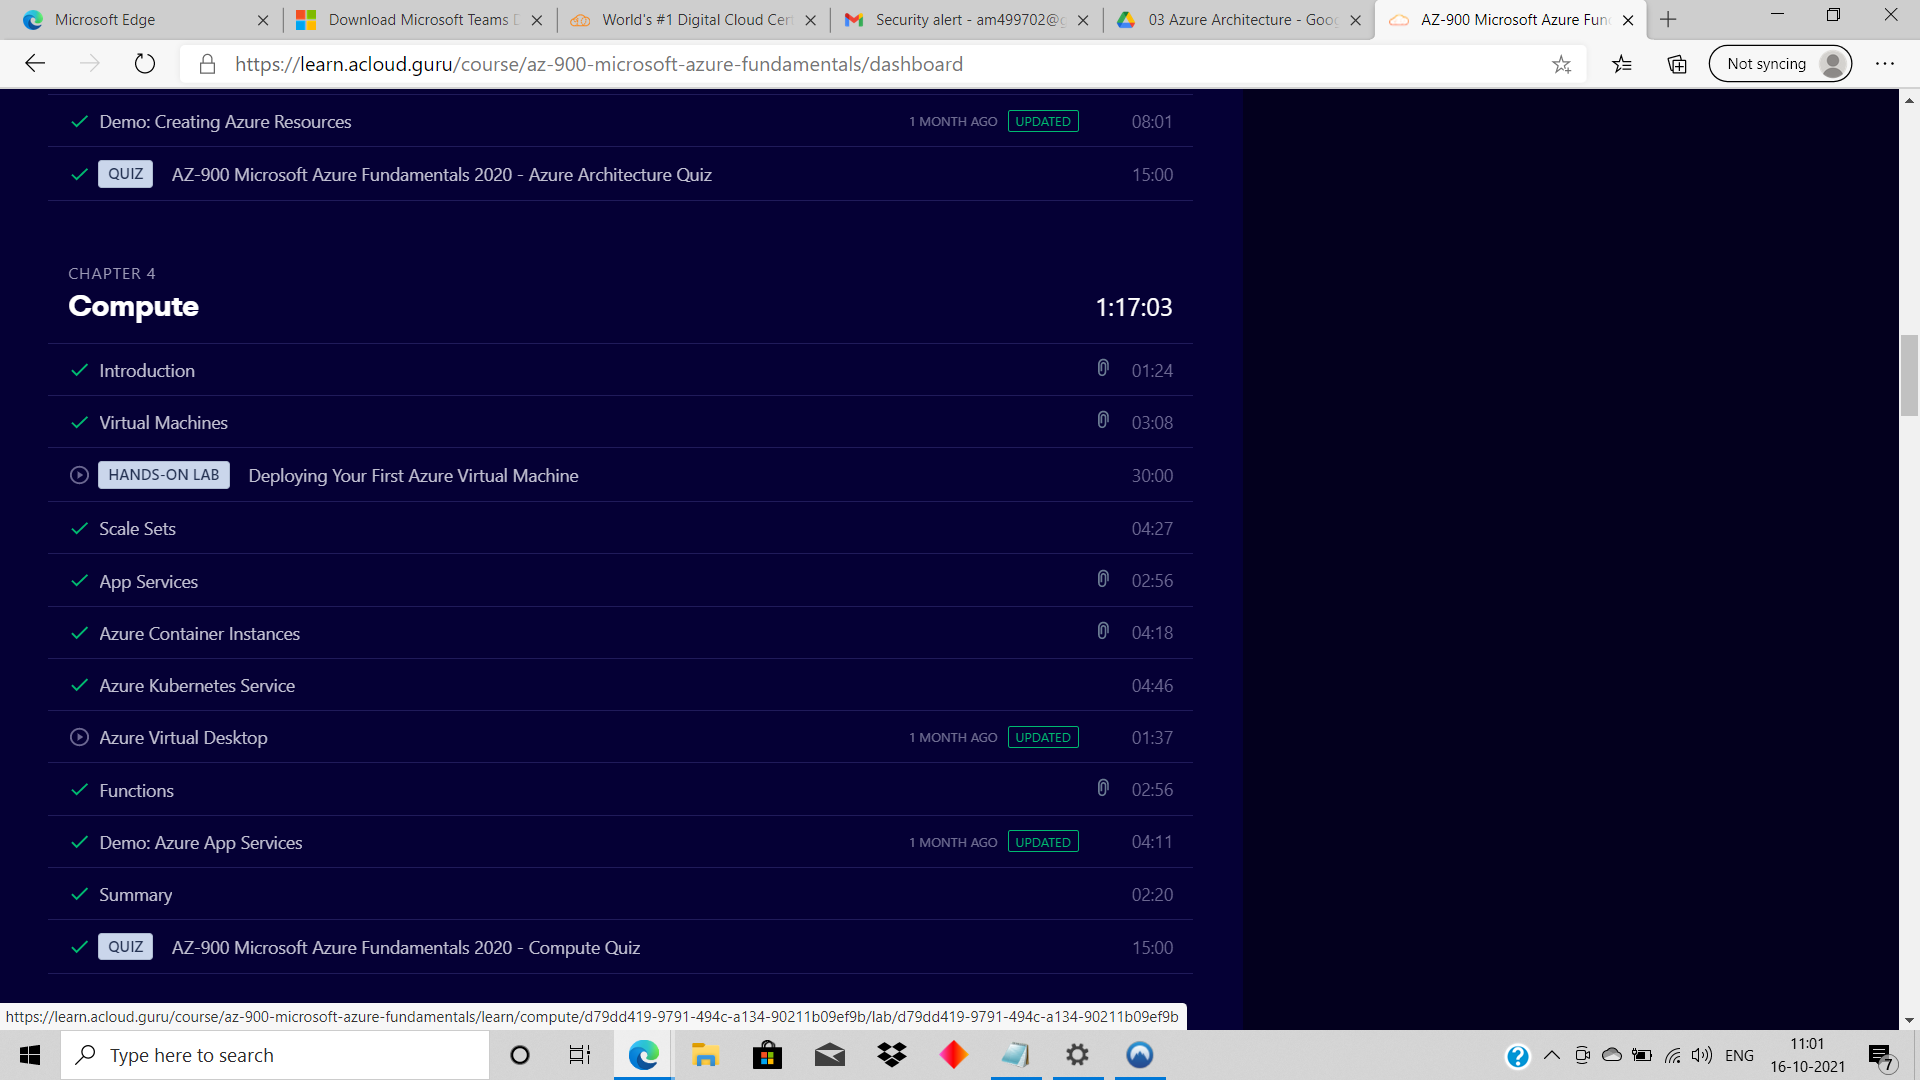 Microsoft Edge
Download Microsoft Teams D
World's #1 Digital Cloud Cer
Security alert - am499702@g
03 Azure Architecture - Goo
AZ-900 Microsoft Azure Fun
https://learn.acloud.guru/course/az-900-microsoft-azure-fundamentals/dashboard
Not syncing
Demo: Creating Azure Resources 1 MONTH AGO UPDATED 08:01
QUIZ AZ-900 Microsoft Azure Fundamentals 2020 - Azure Architecture Quiz 15:00
CHAPTER 4
Compute 1:17:03
Introduction 01:24
Virtual Machines 03:08
HANDS-ON LAB Deploying Your First Azure Virtual Machine 30:00
Scale Sets 04:27
App Services 02:56
Azure Container Instances 04:18
Azure Kubernetes Service 04:46
Azure Virtual Desktop 1 MONTH AGO UPDATED 01:37
Functions 02:56
Demo: Azure App Services 1 MONTH AGO UPDATED 04:11
Summary 02:20
QUIZ AZ-900 Microsoft Azure Fundamentals 2020 - Compute Quiz 15:00
https://learn.acloud.guru/course/az-900-microsoft-azure-fundamentals/learn/compute/d79dd419-9791-494c-a134-90211b09ef9b/lab/d79dd419-9791-494c-a134-90211b09ef9b
Type here to search
ENG
11:01
16-10-2021
7